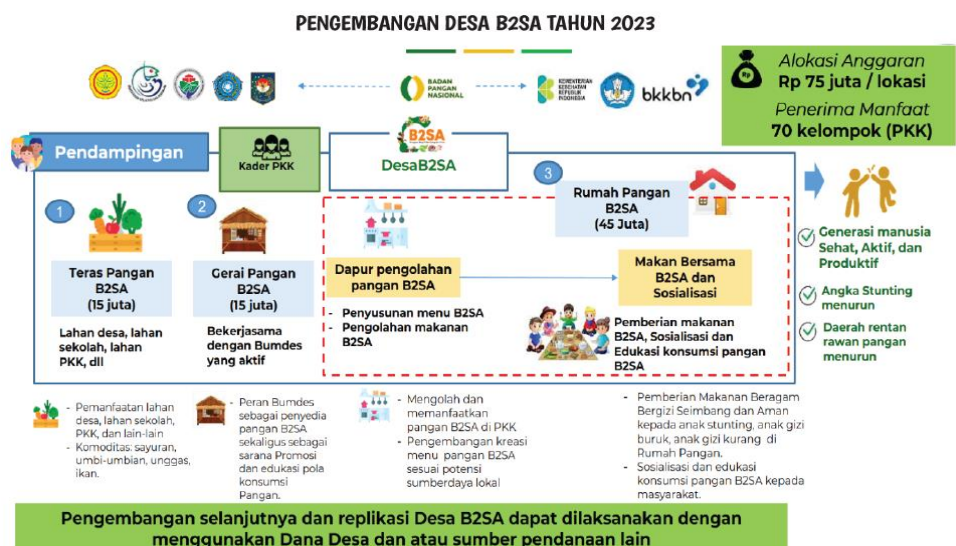 PENGEMBANGAN DESA B2SA TAHUN 2023
BADAN
PANGAN
NASIONAL
KEMENTERIAN
KESEHATAN
REPUBLIK
INDONESIA
bkkbn
Alokasi Anggaran
Rp 75 juta / lokasi
Penerima Manfaat
70 kelompok (PKK)
Rp
Pendampingan
Kader PKK
B2SA
DesaB2SA
1
Teras Pangan
B2SA
(15 juta)
Lahan desa, lahan
sekolah, lahan
PKK, dll
2
Gerai Pangan
B2SA
(15 juta)
Bekerjasama
dengan Bumdes
yang aktif
3
Rumah Pangan
B2SA
(45 Juta)
Dapur pengolahan
pangan B2SA
- Penyusunan menu B2SA
- Pengolahan makanan
B2SA
Makan Bersama
B2SA dan
Sosialisasi
Pemberian makanan
B2SA, Sosialisasi dan
Edukasi konsumsi pangan
B2SA
Generasi manusia
Sehat, Aktif, dan
Produktif
Angka Stunting
menurun
Daerah rentan
rawan pangan
menurun
- Pemanfaatan lahan
desa, lahan sekolah,
PKK, dan lain-lain
- Komoditas: sayuran,
umbi-umbian, unggas,
ikan.
- Peran Bumdes
sebagai penyedia
pangan B2SA
sekaligus sebagai
sarana Promosi
dan edukasi pola
konsumsi
Pangan.
- Mengolah dan
memanfaatkan
pangan B2SA di PKK
- Pengembangan kreasi
menu pangan B2SA
sesuai potensi
sumberdaya lokal
- Pemberian Makanan Beragam
Bergizi Seimbang dan Aman
kepada anak stunting, anak gizi
buruk, anak gizi kurang di
Rumah Pangan.
- Sosialisasi dan edukasi
konsumsi pangan B2SA kepada
masyarakat.
Pengembangan selanjutnya dan replikasi Desa B2SA dapat dilaksanakan dengan
menggunakan Dana Desa dan atau sumber pendanaan lain